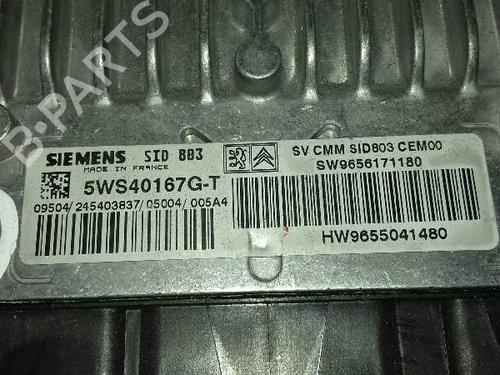 B-PARTS
SIEMENS SID 803
MADE IN FRANCE
5WS40167G-T
09504/245403837/05004/005A4
SV CMM SID803 CEM00
SW9656171180
HW9655041480